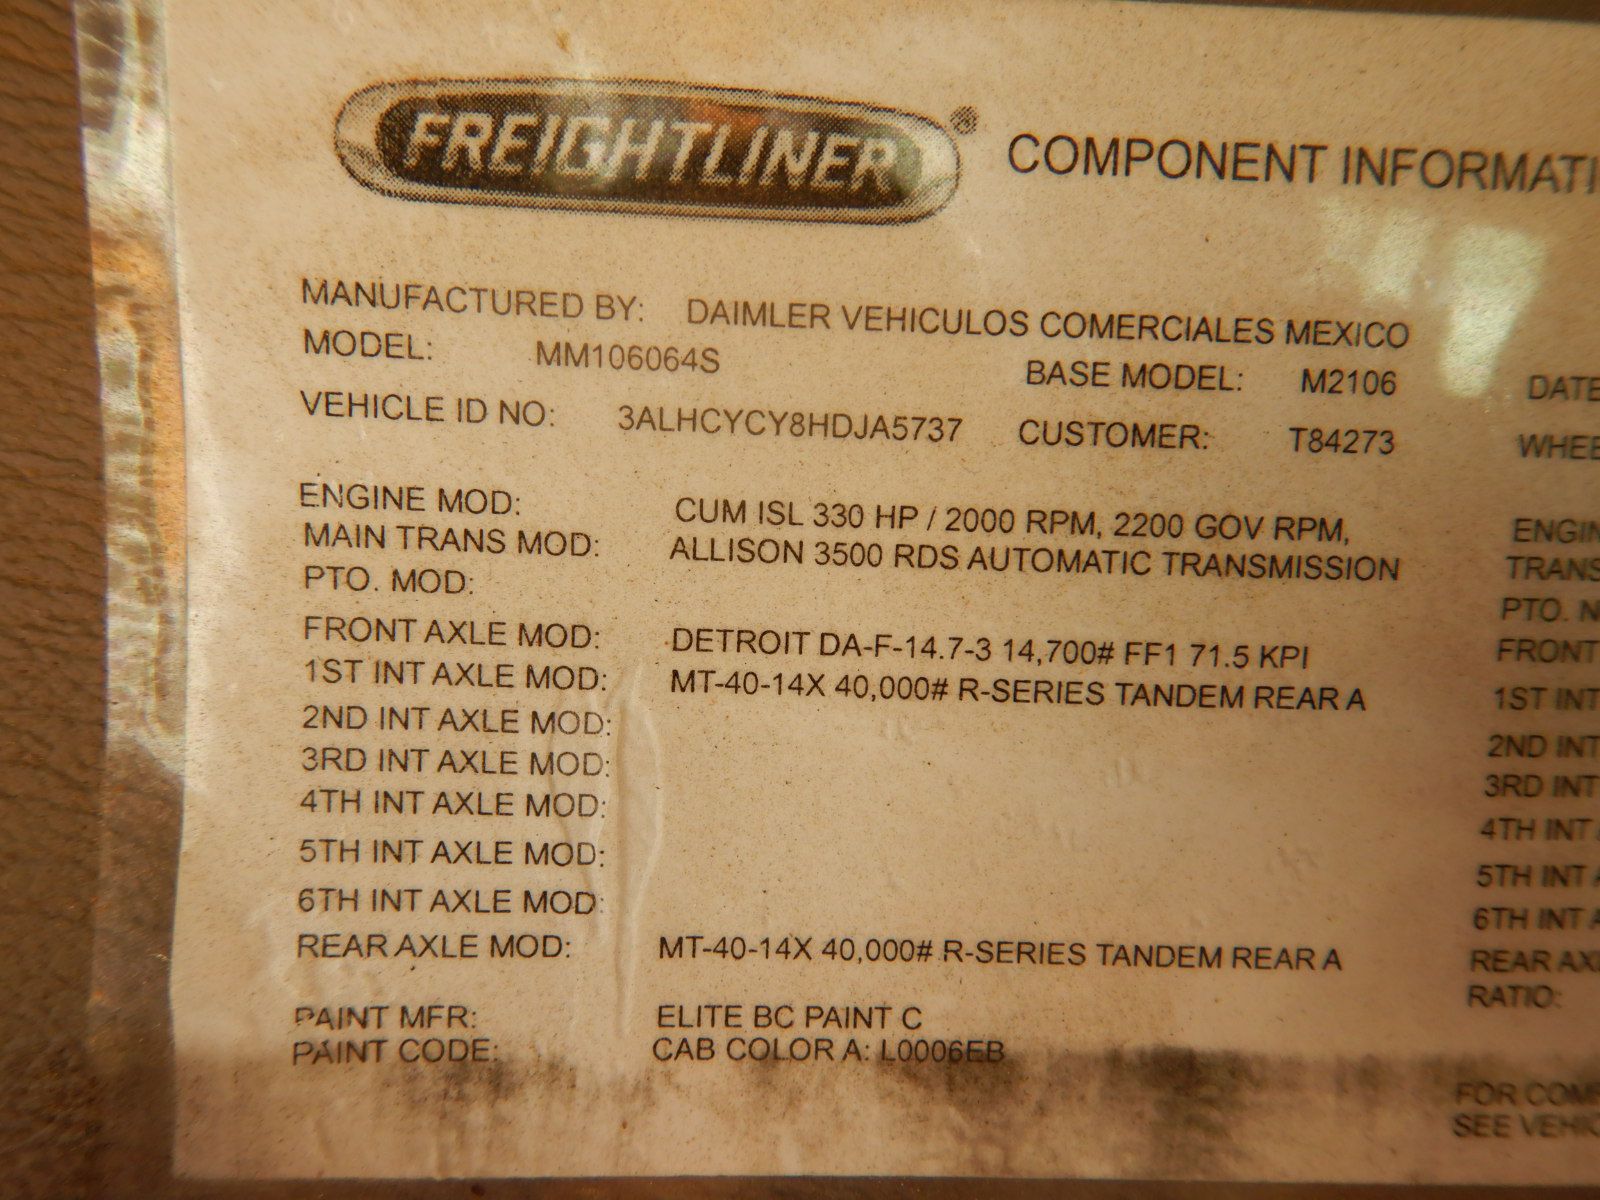 FREIGHTLINER ® COMPONENT INFORMATI
MANUFACTURED BY: DAIMLER VEHICULOS COMERCIALES MEXICO
MODEL: MM106064S BASE MODEL: M2106 DATE
VEHICLE ID NO: 3ALHCYCY8HDJA5737 CUSTOMER: T84273 WHEE
ENGINE MOD: CUM ISL 330 HP / 2000 RPM, 2200 GOV RPM, ENGIN
MAIN TRANS MOD: ALLISON 3500 RDS AUTOMATIC TRANSMISSION TRANS
PTO. MOD: PTO. N
FRONT AXLE MOD: DETROIT DA-F-14.7-3 14,700# FF1 71.5 KPI FRONT
1ST INT AXLE MOD: MT-40-14X 40,000# R-SERIES TANDEM REAR A 1ST INT
2ND INT AXLE MOD: 2ND INT
3RD INT AXLE MOD: 3RD INT
4TH INT AXLE MOD: 4TH INT
5TH INT AXLE MOD: 5TH INT A
6TH INT AXLE MOD: 6TH INT A
REAR AXLE MOD: MT-40-14X 40,000# R-SERIES TANDEM REAR A REAR AX
RATIO:
PAINT MFR: ELITE BC PAINT C
PAINT CODE: CAB COLOR A: L0006EB
FOR COM
SEE VEHIC